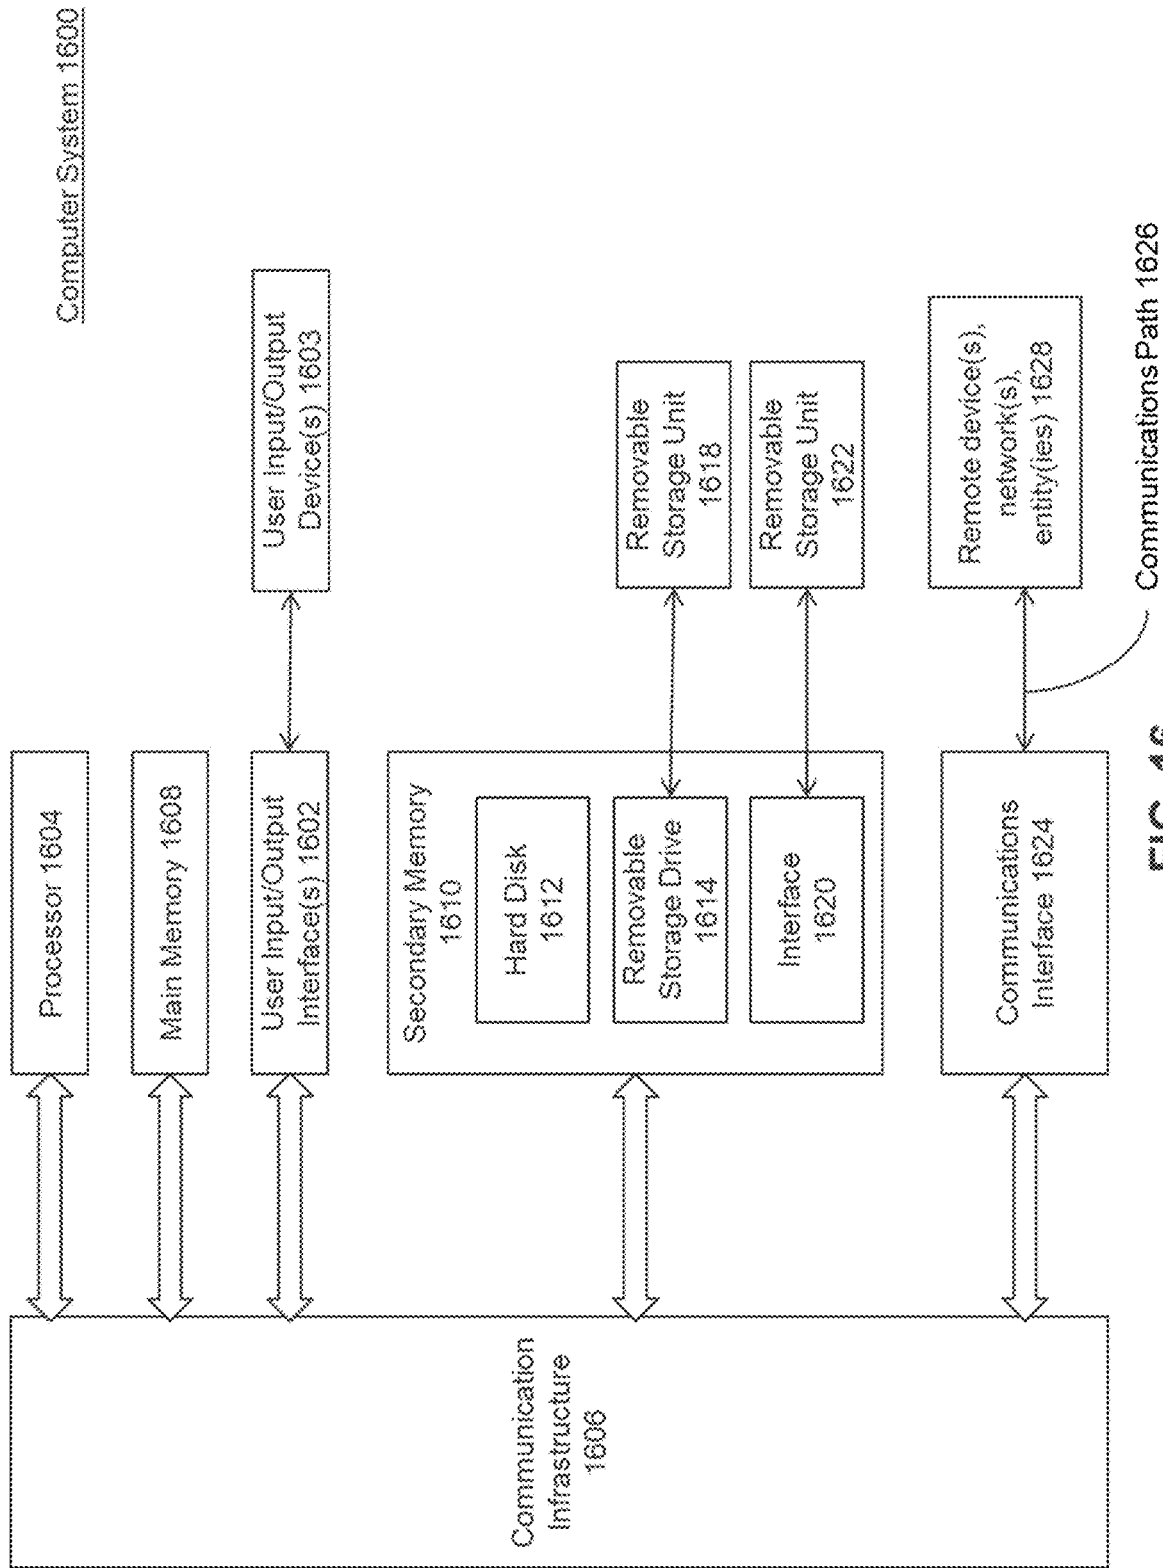 Computer System 1600
Processor 1604
Main Memory 1608
User Input/Output
Interface(s) 1602
User Input/Output
Device(s) 1603
Communication
Infrastructure
1606
Secondary Memory
1610
Hard Disk
1612
Removable
Storage Drive
1614
Removable
Storage Unit
1618
Interface
1620
Removable
Storage Unit
1622
Communications
Interface 1624
Remote device(s),
network(s),
entity(ies) 1628
Communications Path 1626